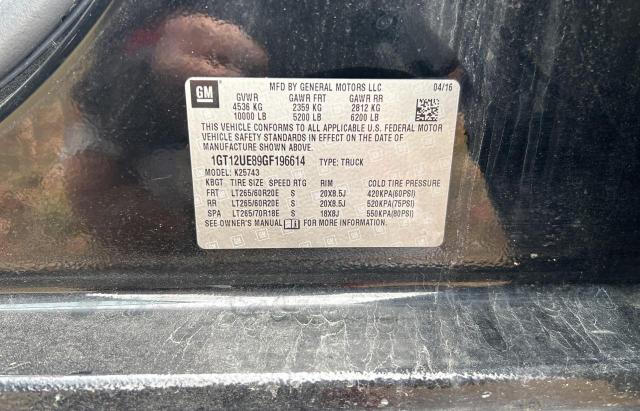 GM
MFD BY GENERAL MOTORS LLC
04/16
GVWR GAWR FRT GAWR RR
4536 KG 2359 KG 2812 KG
10000 LB 5200 LB 6200 LB
THIS VEHICLE CONFORMS TO ALL APPLICABLE U.S. FEDERAL MOTOR
VEHICLE SAFETY STANDARDS IN EFFECT ON THE DATE OF
MANUFACTURE SHOWN ABOVE.
1GT12UE89GF196614 TYPE: TRUCK
MODEL: K25743
KBGT TIRE SIZE SPEED RTG RIM COLD TIRE PRESSURE
FRT LT265/60R20E S 20X8.5J 420KPA(60PSI)
RR LT265/60R20E S 20X8.5J 520KPA(75PSI)
SPA LT265/70R18E S 18X8J 550KPA(80PSI)
SEE OWNER'S MANUAL FOR MORE INFORMATION.